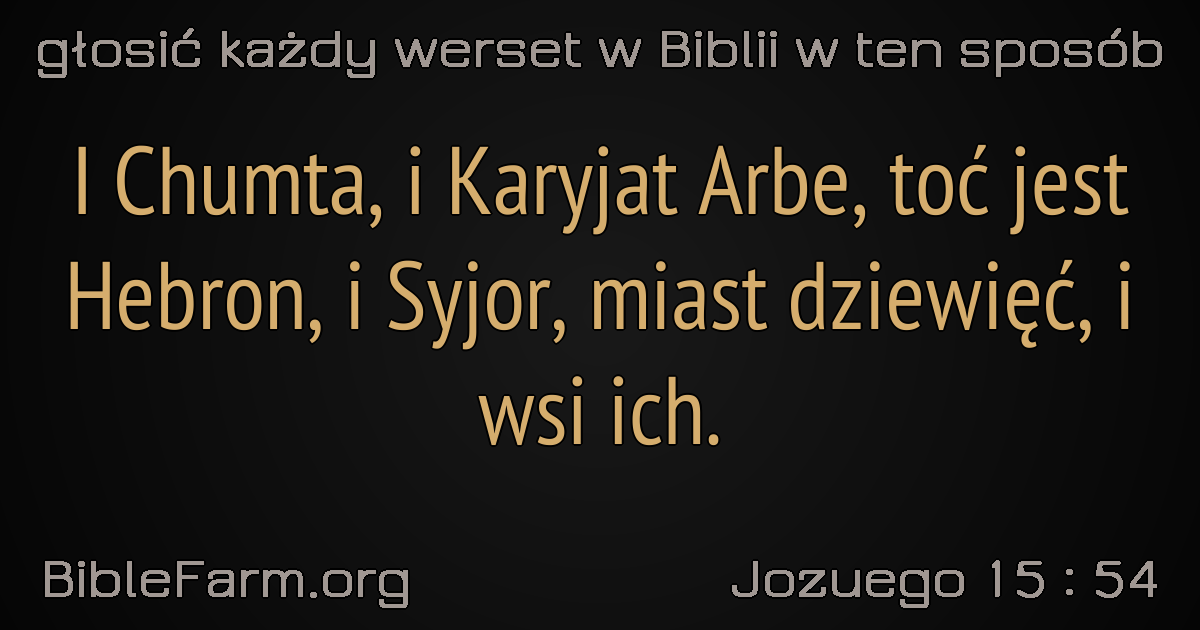 głosić każdy werset w Biblii w ten sposób
I Chumta, i Karyjat Arbe, toć jest
Hebron, i Syjor, miast dziewięć, i
wsi ich.
BibleFarm.org
Jozuego 15 : 54